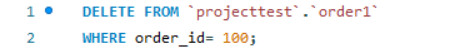 1 DELETE FROM `projecttest`.`order1`
2 WHERE order_id= 100;